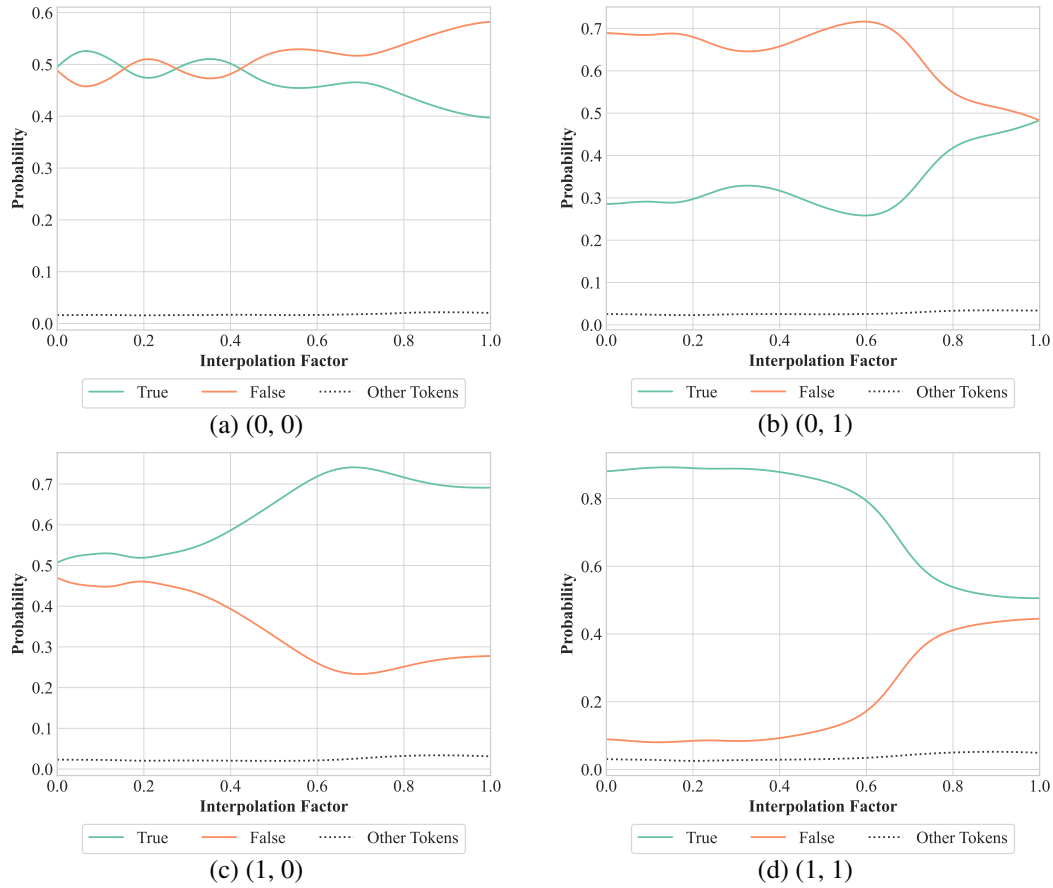 0.6
0.5
0.4
0.3
0.2
0.1
0.0
Probability
0.0 0.2 0.4 0.6 0.8 1.0
Interpolation Factor
True False Other Tokens
(a) (0, 0)
0.7
0.6
0.5
0.4
0.3
0.2
0.1
0.0
Probability
0.0 0.2 0.4 0.6 0.8 1.0
Interpolation Factor
True False Other Tokens
(b) (0, 1)
0.7
0.6
0.5
0.4
0.3
0.2
0.1
0.0
Probability
0.0 0.2 0.4 0.6 0.8 1.0
Interpolation Factor
True False Other Tokens
(c) (1, 0)
0.8
0.6
0.4
0.2
0.0
Probability
0.0 0.2 0.4 0.6 0.8 1.0
Interpolation Factor
True False Other Tokens
(d) (1, 1)